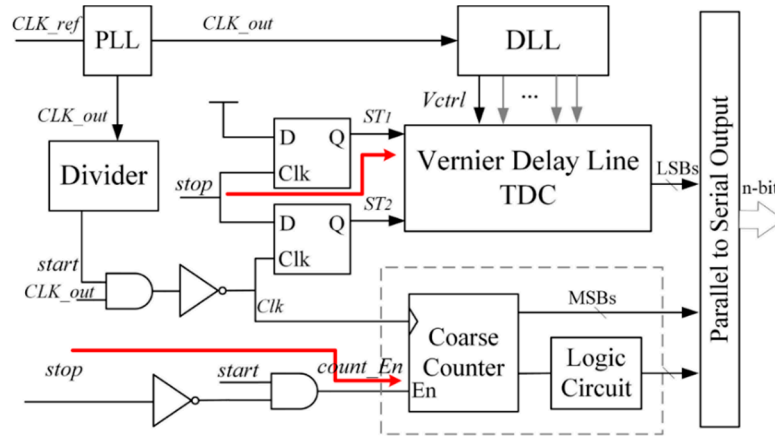 CLK_ref
PLL
CLK_out
DLL
CLK_out
Vctrl
...
Divider
D
Q
ST1
Clk
stop
D
Q
ST2
Clk
Vernier Delay Line
TDC
LSBs
n-bit
Parallel to Serial Output
start
CLK_out
Clk
MSBs
Coarse
Counter
En
Logic
Circuit
stop
start
count_En